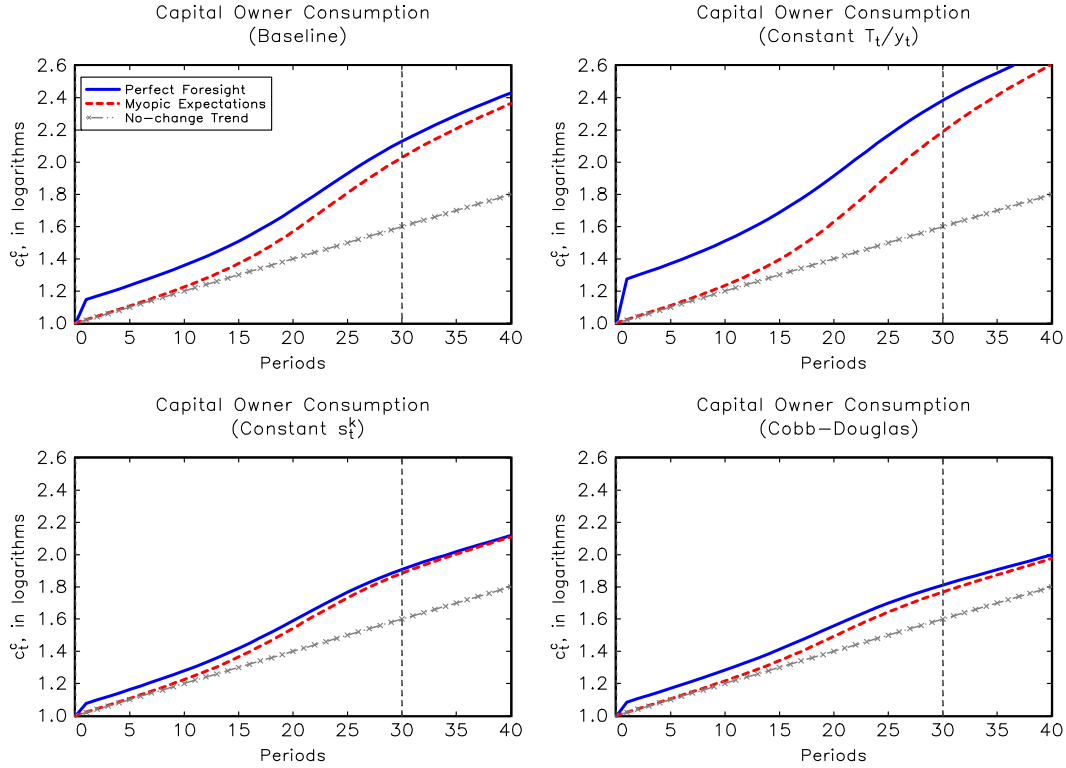 Capital Owner Consumption
(Baseline)
2.6
2.4
2.2
2.0
1.8
1.6
1.4
1.2
1.0
c_t^c, in logarithms
Perfect Foresight
Myopic Expectations
No-change Trend
0 5 10 15 20 25 30 35 40
Periods
Capital Owner Consumption
(Constant T_t/y_t)
2.6
2.4
2.2
2.0
1.8
1.6
1.4
1.2
1.0
c_t^c, in logarithms
0 5 10 15 20 25 30 35 40
Periods
Capital Owner Consumption
(Constant s_t^k)
2.6
2.4
2.2
2.0
1.8
1.6
1.4
1.2
1.0
c_t^c, in logarithms
0 5 10 15 20 25 30 35 40
Periods
Capital Owner Consumption
(Cobb−Douglas)
2.6
2.4
2.2
2.0
1.8
1.6
1.4
1.2
1.0
c_t^c, in logarithms
0 5 10 15 20 25 30 35 40
Periods